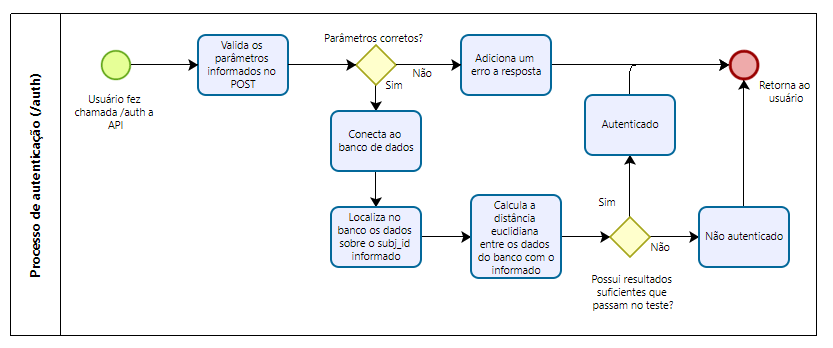 Processo de autenticação (/auth)
Usuário fez
chamada /auth a
API
Valida os
parâmetros
informados no
POST
Parâmetros corretos?
Sim
Não
Adiciona um
erro a resposta
Retorna ao
usuário
Conecta ao
banco de dados
Localiza no
banco os dados
sobre o subj_id
informado
Calcula a
distância
euclidiana
entre os dados
do banco com o
informado
Possui resultados
suficientes que
passam no teste?
Sim
Não
Autenticado
Não autenticado